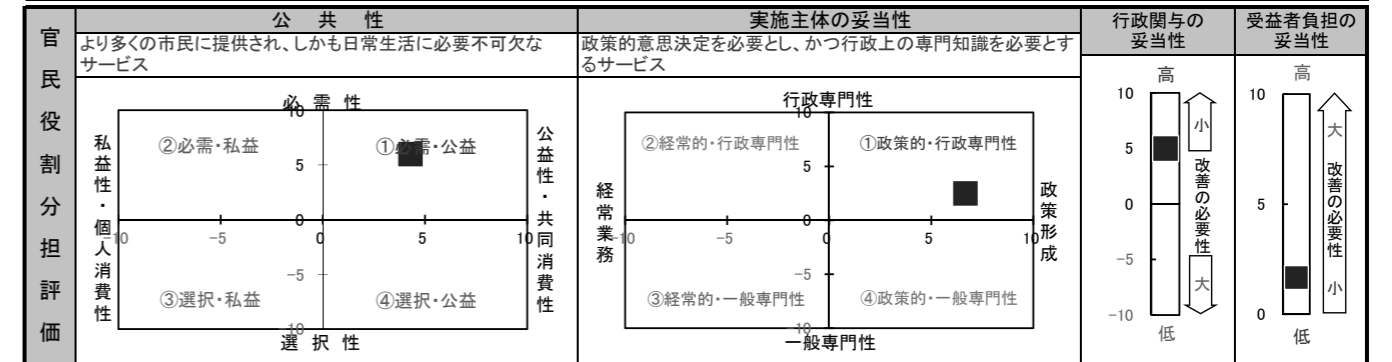 官民役割分担評価
公共性
より多くの市民に提供され、しかも日常生活に必要不可欠な
サービス
必需性
10
②必需・私益
①必需・公益
5
私益性・個人消費性
公益性・共同消費性
0
-10
-5
0
5
10
-5
③選択・私益
④選択・公益
-10
選択性
実施主体の妥当性
政策的意思決定を必要とし、かつ行政上の専門知識を必要とす
るサービス
行政専門性
10
②経常的・行政専門性
①政策的・行政専門性
5
経常業務
政策形成
0
-10
-5
0
5
10
-5
③経常的・一般専門性
④政策的・一般専門性
-10
一般専門性
行政関与の
妥当性
高
10
5
0
-5
-10
小
改善の必要性
大
低
受益者負担の
妥当性
高
10
5
0
大
改善の必要性
小
低